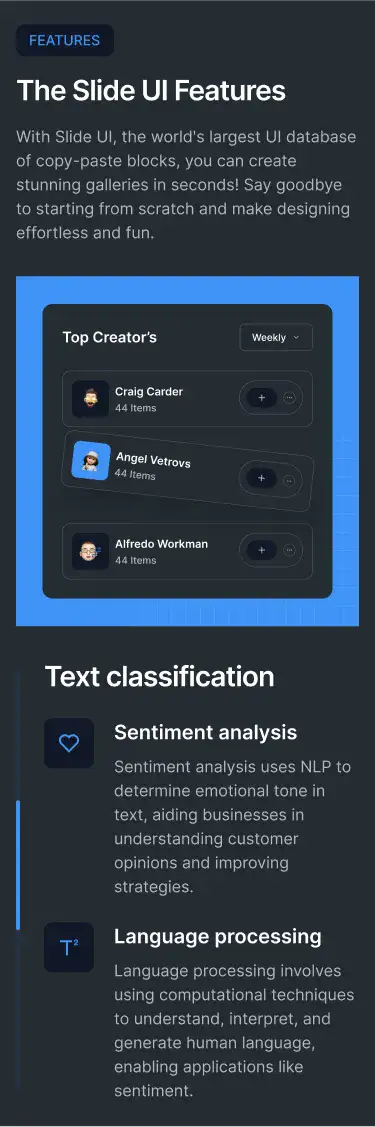 FEATURES
The Slide UI Features
With Slide UI, the world's largest UI database
of copy-paste blocks, you can create
stunning galleries in seconds! Say goodbye
to starting from scratch and make designing
effortless and fun.
Top Creator's
Weekly
Craig Carder
44 Items
Angel Vetrovs
44 Items
Alfredo Workman
44 Items
Text classification
Sentiment analysis
Sentiment analysis uses NLP to
determine emotional tone in
text, aiding businesses in
understanding customer
opinions and improving
strategies.
T²
Language processing
Language processing involves
using computational techniques
to understand, interpret, and
generate human language,
enabling applications like
sentiment.